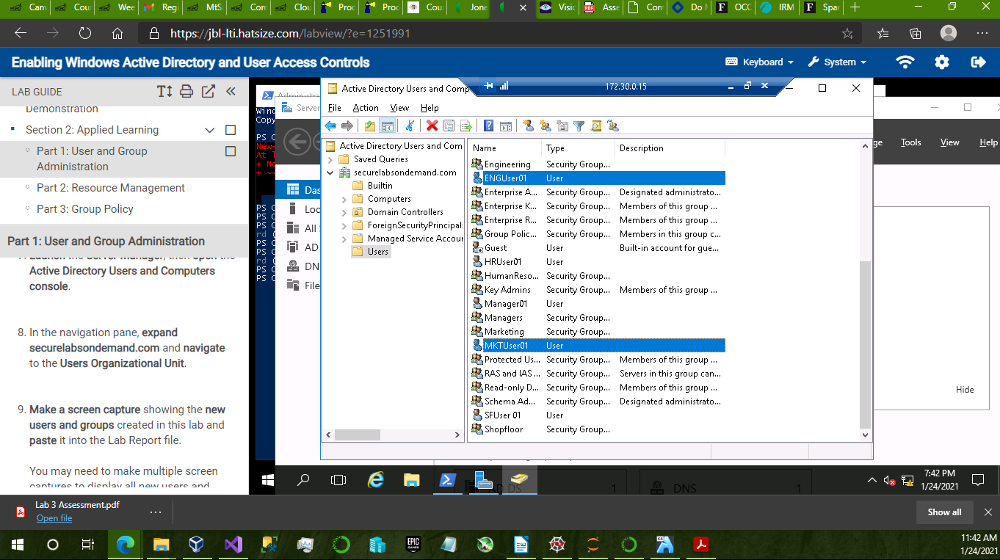 Can
Cou
Wee
Regi
MtS
Con
Clou
Proc
Proc
Cour
Jone
Visio
Asse
Con
Do N
OCC
IRM
Spar
https://jbl-lti.hatsize.com/labview/?e=1251991
Enabling Windows Active Directory and User Access Controls
Keyboard
System
LAB GUIDE
Demonstration
Section 2: Applied Learning
Part 1: User and Group
Administration
Part 2: Resource Management
Part 3: Group Policy
Part 1: User and Group Administration
7. Launch the Server Manager, then open the
Active Directory Users and Computers
console.
8. In the navigation pane, expand
securelabsondemand.com and navigate
to the Users Organizational Unit.
9. Make a screen capture showing the new
users and groups created in this lab and
paste it into the Lab Report file.
You may need to make multiple screen
captures to display all new users and
Administra
Wind
Copy
PS C
New-
At l
+ Ne
+
PS C
PS C
PS C
rd (
PS C
rd (
PS C
Server
Das
Loc
All
AD
DN
File
172.30.0.15
Active Directory Users and Comp
File Action View Help
Active Directory Users and Com
Saved Queries
securelabsondemand.com
Builtin
Computers
Domain Controllers
ForeignSecurityPrincipal:
Managed Service Accour
Users
Name Type Description
Engineering Security Group...
ENGUser01 User
Enterprise A... Security Group... Designated administrato...
Enterprise K... Security Group... Members of this group ...
Enterprise R... Security Group... Members of this group ...
Group Polic... Security Group... Members in this group c...
Guest User Built-in account for gue...
HRUser01 User
HumanReso... Security Group...
Key Admins Security Group... Members of this group ...
Manager01 User
Managers Security Group...
Marketing Security Group...
MKTUser01 User
Protected Us... Security Group... Members of this group ...
RAS and IAS ... Security Group... Servers in this group can...
Read-only D... Security Group... Members of this group ...
Schema Ad... Security Group... Designated administrato...
SFUser 01 User
Shopfloor Security Group...
ge Tools View Help
Hide
AD DS 1
DNS 1
7:42 PM
1/24/2021
Lab 3 Assessment.pdf
Open file
Show all
EPIC
GAMES
11:42 AM
1/24/2021